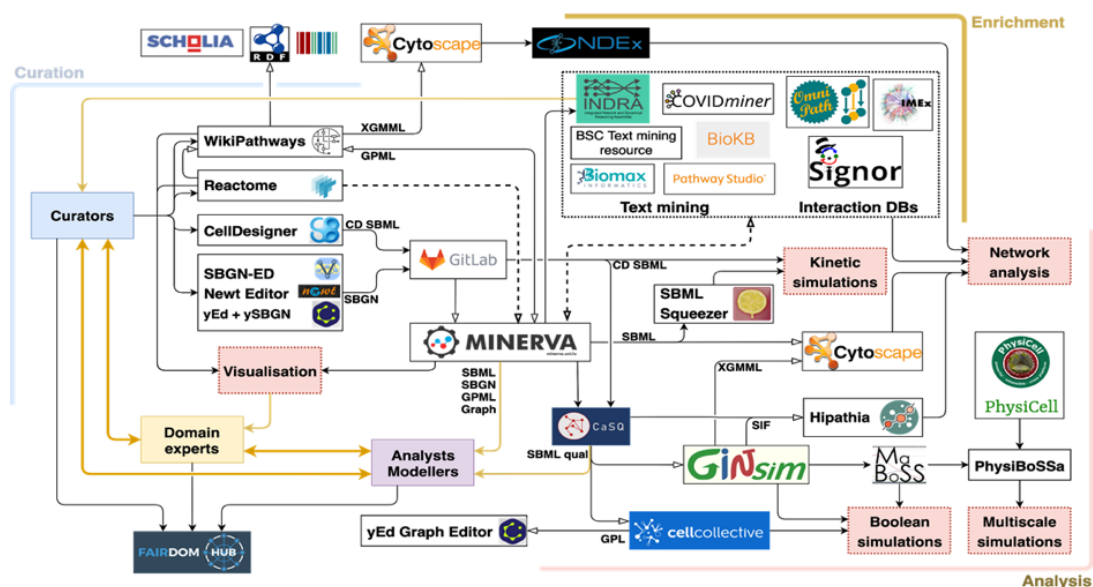 Enrichment
SCHOLIA
RDF
Cytoscape
NDEx
Curation
INDRA
COVIDminer
Omni
Path
IMEx
XGMML
WikiPathways
GPML
BSC Text mining
resource
BioKB
Signor
Reactome
Biomax
INFORMATICS
Pathway Studio
Curators
Text mining
Interaction DBs
CellDesigner
CD SBML
GitLab
CD SBML
Kinetic
simulations
Network
analysis
SBGN-ED
Newt Editor
newt
yEd + ySBGN
SBGN
SBML
Squeezer
MINERVA
SBML
Cytoscape
PhysiCell
PhysiCell
Visualisation
SBML
SBGN
GPML
Graph
XGMML
CaSQ
SIF
Hipathia
Domain
experts
Analysts
Modellers
SBML qual
GINsim
MaBoSS
PhysiBoSSa
FAIRDOM HUB
yEd Graph Editor
GPL
cellcollective
Boolean
simulations
Multiscale
simulations
Analysis